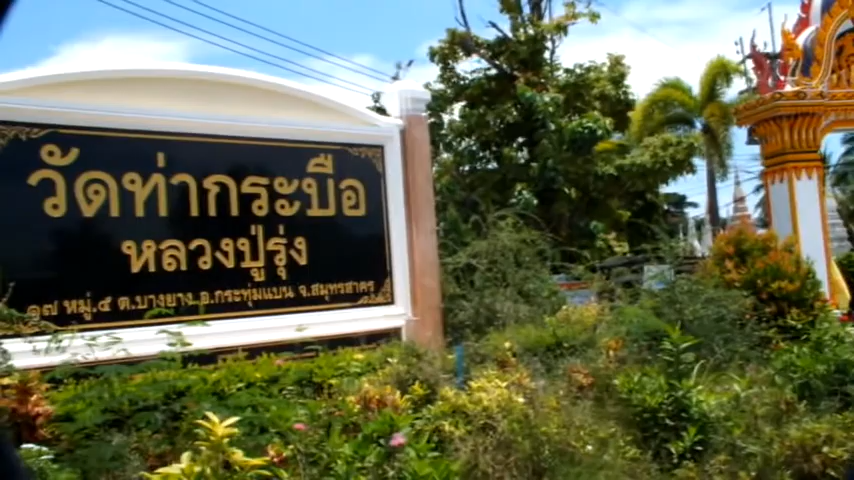 วัดท่ากระบือ
หลวงปู่รุ่ง
๑๗ หมู่.๕ ต.บางยาง อ.กระทุ่มแบน จ.สมุทรสาคร